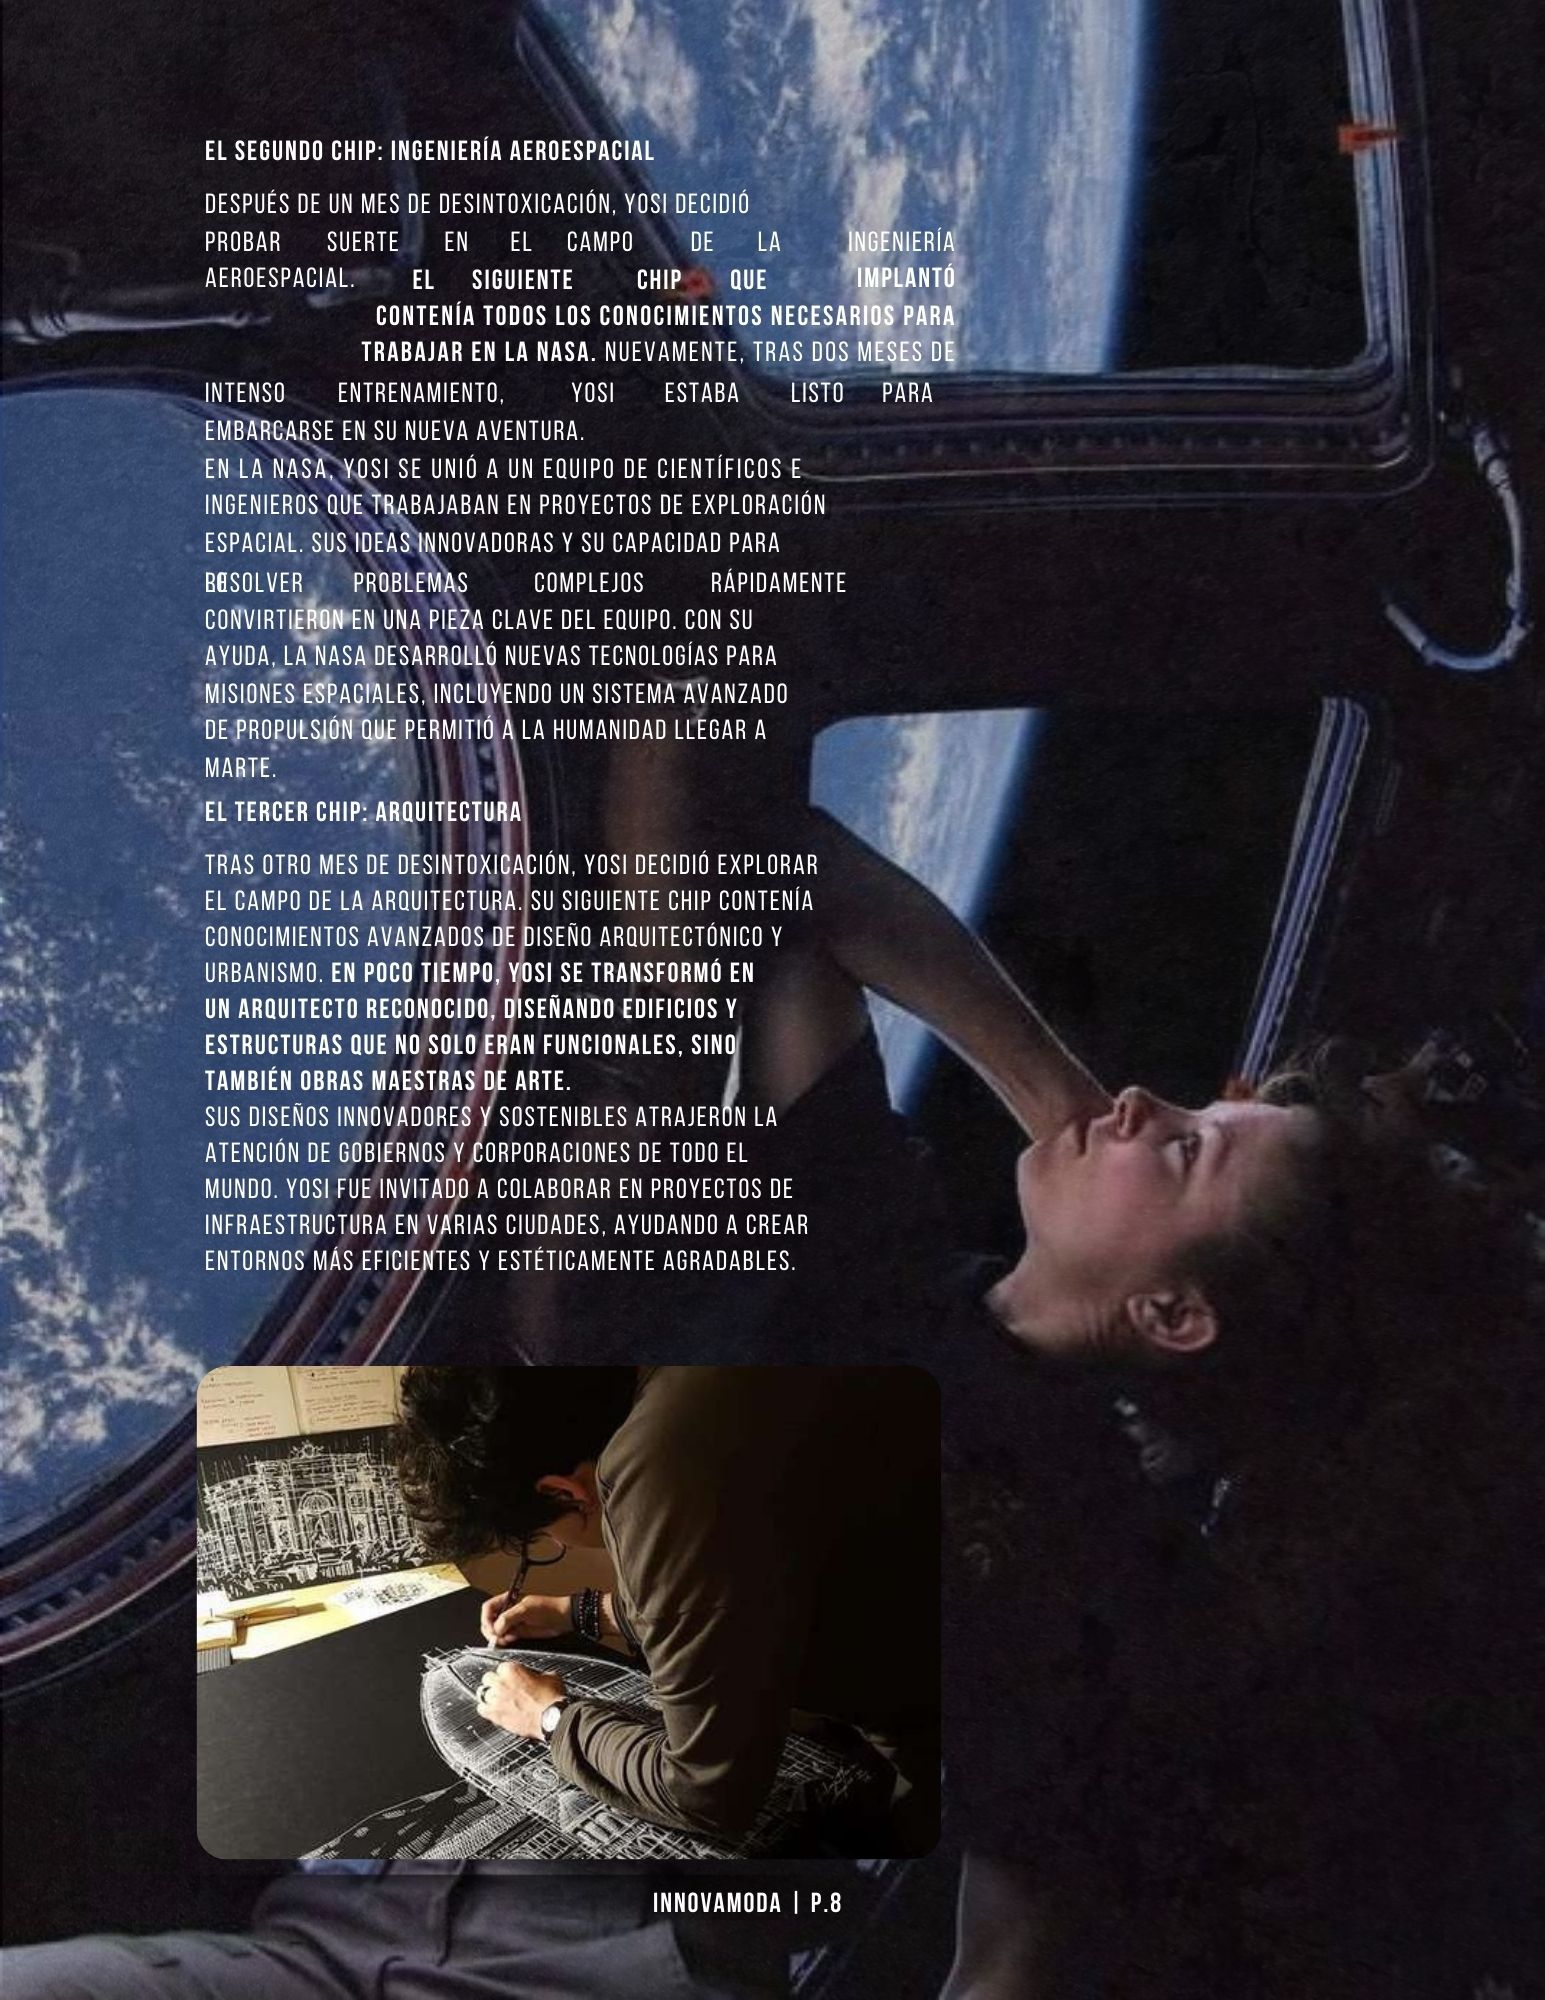 EL SEGUNDO CHIP: INGENIERÍA AEROESPACIAL
DESPUÉS DE UN MES DE DESINTOXICACIÓN, YOSI DECIDIÓ
PROBAR SUERTE EN EL CAMPO DE LA INGENIERÍA
AEROESPACIAL. EL SIGUIENTE CHIP QUE IMPLANTÓ
CONTENÍA TODOS LOS CONOCIMIENTOS NECESARIOS PARA
TRABAJAR EN LA NASA. NUEVAMENTE, TRAS DOS MESES DE
INTENSO ENTRENAMIENTO, YOSI ESTABA LISTO PARA
EMBARCARSE EN SU NUEVA AVENTURA.
EN LA NASA, YOSI SE UNIÓ A UN EQUIPO DE CIENTÍFICOS E
INGENIEROS QUE TRABAJABAN EN PROYECTOS DE EXPLORACIÓN
ESPACIAL. SUS IDEAS INNOVADORAS Y SU CAPACIDAD PARA
RESOLVER PROBLEMAS COMPLEJOS RÁPIDAMENTE LO
CONVIRTIERON EN UNA PIEZA CLAVE DEL EQUIPO. CON SU
AYUDA, LA NASA DESARROLLÓ NUEVAS TECNOLOGÍAS PARA
MISIONES ESPACIALES, INCLUYENDO UN SISTEMA AVANZADO
DE PROPULSIÓN QUE PERMITIÓ A LA HUMANIDAD LLEGAR A
MARTE.
EL TERCER CHIP: ARQUITECTURA
TRAS OTRO MES DE DESINTOXICACIÓN, YOSI DECIDIÓ EXPLORAR
EL CAMPO DE LA ARQUITECTURA. SU SIGUIENTE CHIP CONTENÍA
CONOCIMIENTOS AVANZADOS DE DISEÑO ARQUITECTÓNICO Y
URBANISMO. EN POCO TIEMPO, YOSI SE TRANSFORMÓ EN
UN ARQUITECTO RECONOCIDO, DISEÑANDO EDIFICIOS Y
ESTRUCTURAS QUE NO SOLO ERAN FUNCIONALES, SINO
TAMBIÉN OBRAS MAESTRAS DE ARTE.
SUS DISEÑOS INNOVADORES Y SOSTENIBLES ATRAJERON LA
ATENCIÓN DE GOBIERNOS Y CORPORACIONES DE TODO EL
MUNDO. YOSI FUE INVITADO A COLABORAR EN PROYECTOS DE
INFRAESTRUCTURA EN VARIAS CIUDADES, AYUDANDO A CREAR
ENTORNOS MÁS EFICIENTES Y ESTÉTICAMENTE AGRADABLES.
INNOVAMODA | P.8